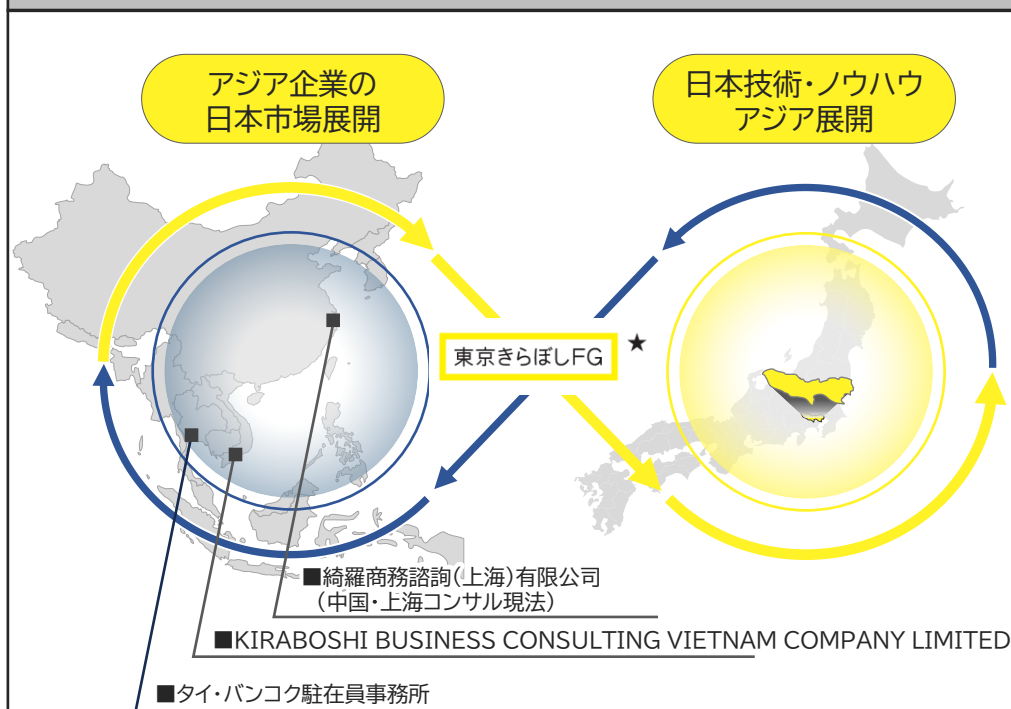 アジア企業の
日本市場展開
日本技術・ノウハウ
アジア展開
東京きらぼしFG
★
■綺羅商務諮詢(上海)有限公司
(中国・上海コンサル現法)
■KIRABOSHI BUSINESS CONSULTING VIETNAM COMPANY LIMITED
■タイ・バンコク駐在員事務所